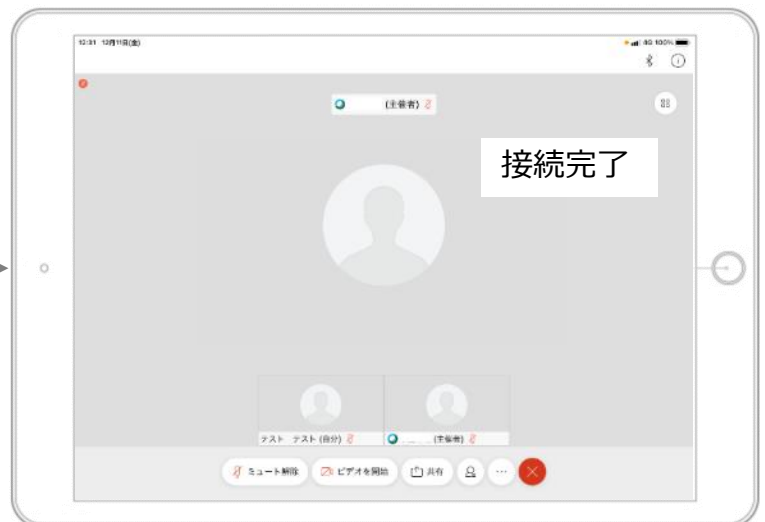 12:31 12月11日(金)
4G 100%
(主催者)
接続完了
テスト テスト (自分)
(主催者)
ミュート解除
ビデオを開始
共有